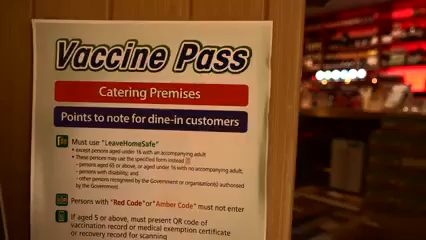 Vaccine Pass
Catering Premises
Points to note for dine-in customers
Must use "LeaveHomeSafe"
• except persons aged under 16 with an accompanying adult
• These persons may use the specified form instead
- persons aged 65 or above, or aged under 16 with no accompanying adult;
- persons with disability; and
- other persons recognised by the Government or organisation(s) authorised
by the Government.
Persons with "Red Code" or "Amber Code" must not enter
If aged 5 or above, must present QR code of
vaccination record or medical exemption certificate
or recovery record for scanning